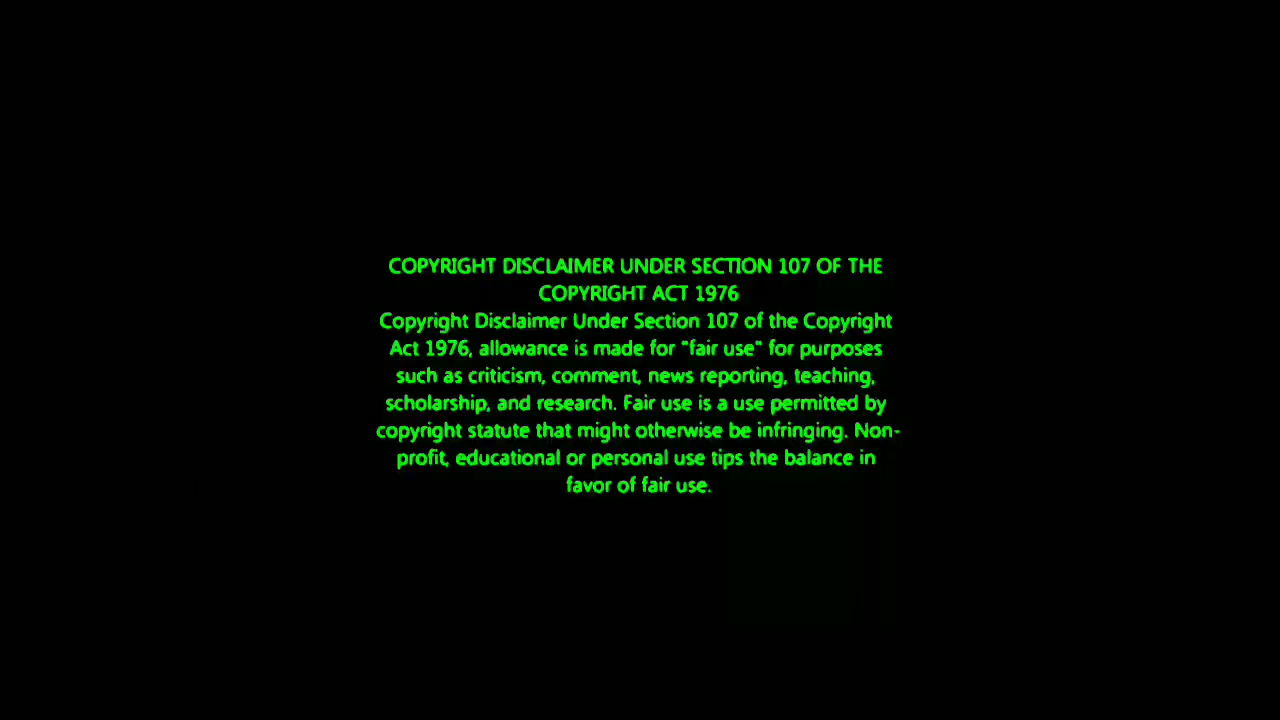 COPYRIGHT DISCLAIMER UNDER SECTION 107 OF THE
COPYRIGHT ACT 1976
Copyright Disclaimer Under Section 107 of the Copyright
Act 1976, allowance is made for "fair use" for purposes
such as criticism, comment, news reporting, teaching,
scholarship, and research. Fair use is a use permitted by
copyright statute that might otherwise be infringing. Non-
profit, educational or personal use tips the balance in
favor of fair use.